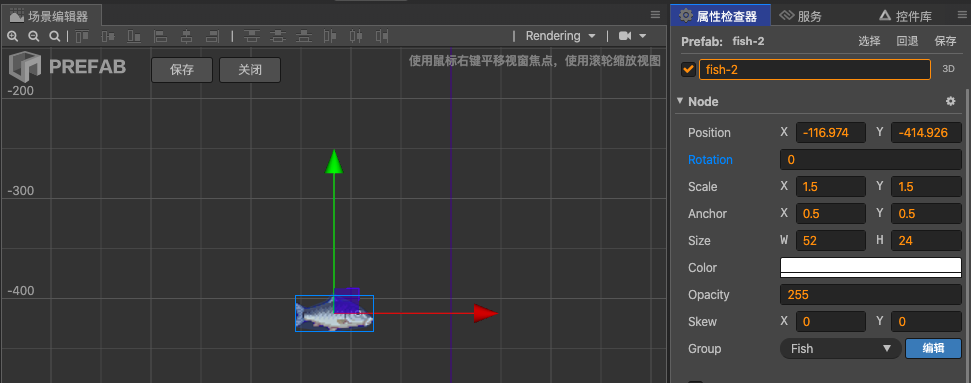 场景编辑器
Rendering
PREFAB
保存
关闭
使用鼠标右键平移视窗焦点，使用滚轮缩放视图
-200
-300
-400
属性检查器
服务
控件库
Prefab: fish-2
选择
回退
保存
fish-2
3D
Node
Position X -116.974 Y -414.926
Rotation 0
Scale X 1.5 Y 1.5
Anchor X 0.5 Y 0.5
Size W 52 H 24
Color
Opacity 255
Skew X 0 Y 0
Group Fish 编辑